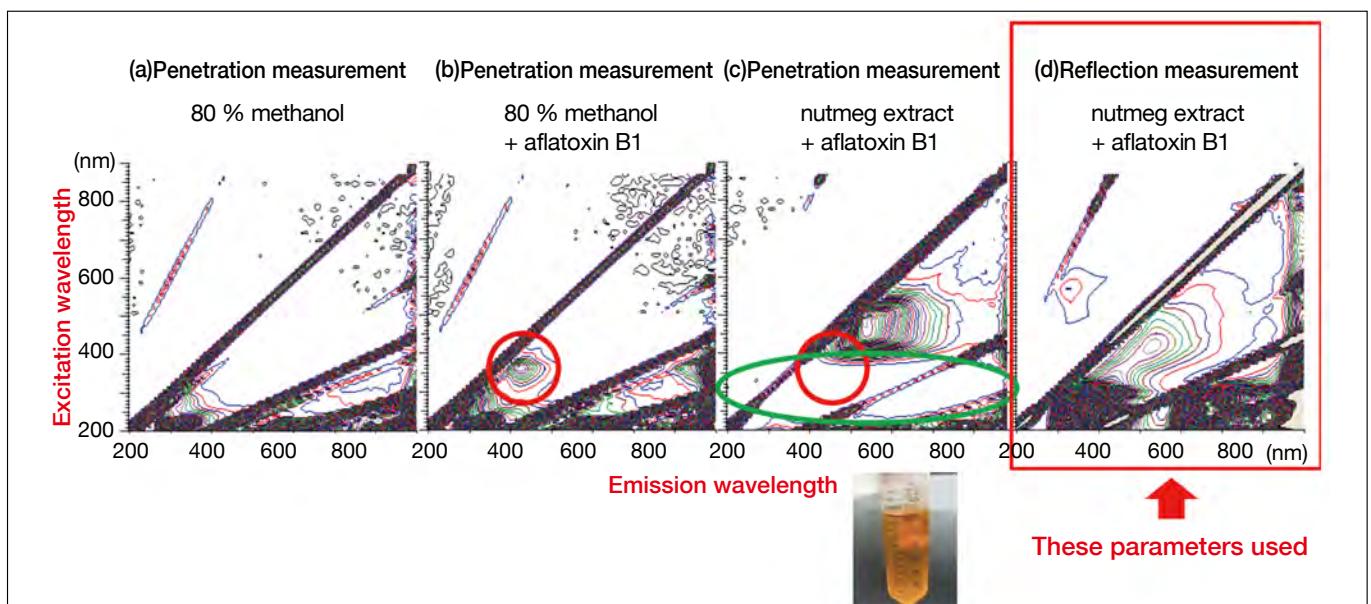 (a)Penetration measurement
80 % methanol
(b)Penetration measurement
80 % methanol
+ aflatoxin B1
(c)Penetration measurement
nutmeg extract
+ aflatoxin B1
(d)Reflection measurement
nutmeg extract
+ aflatoxin B1
(nm)
800
600
400
200
Excitation wavelength
200 400 600 800
200 400 600 800
200 400 600 800
200 400 600 800 (nm)
Emission wavelength
These parameters used